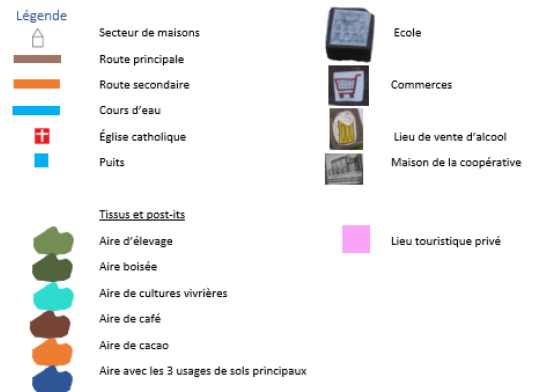 Légende
Secteur de maisons
Route principale
Route secondaire
Cours d'eau
Église catholique
Puits
Ecole
Commerces
Lieu de vente d'alcool
Maison de la coopérative
Tissus et post-its
Aire d'élevage
Aire boisée
Aire de cultures vivrières
Aire de café
Aire de cacao
Aire avec les 3 usages de sols principaux
Lieu touristique privé